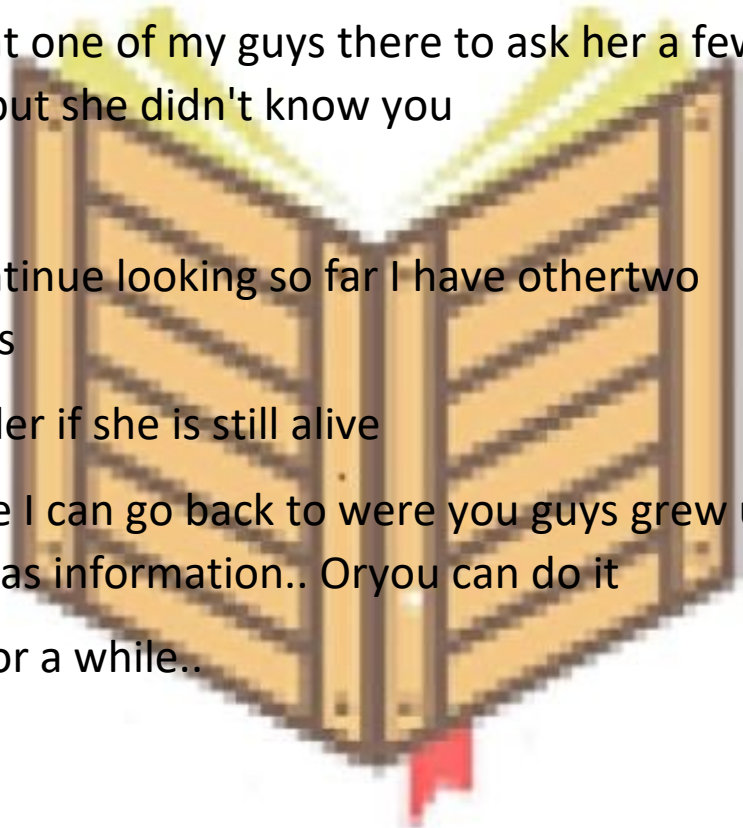 t one of my guys there to ask her a few
out she didn't know you
tinue looking so far I have othertwo
s
ler if she is still alive
e I can go back to were you guys grew u
as information.. Oryou can do it
or a while..